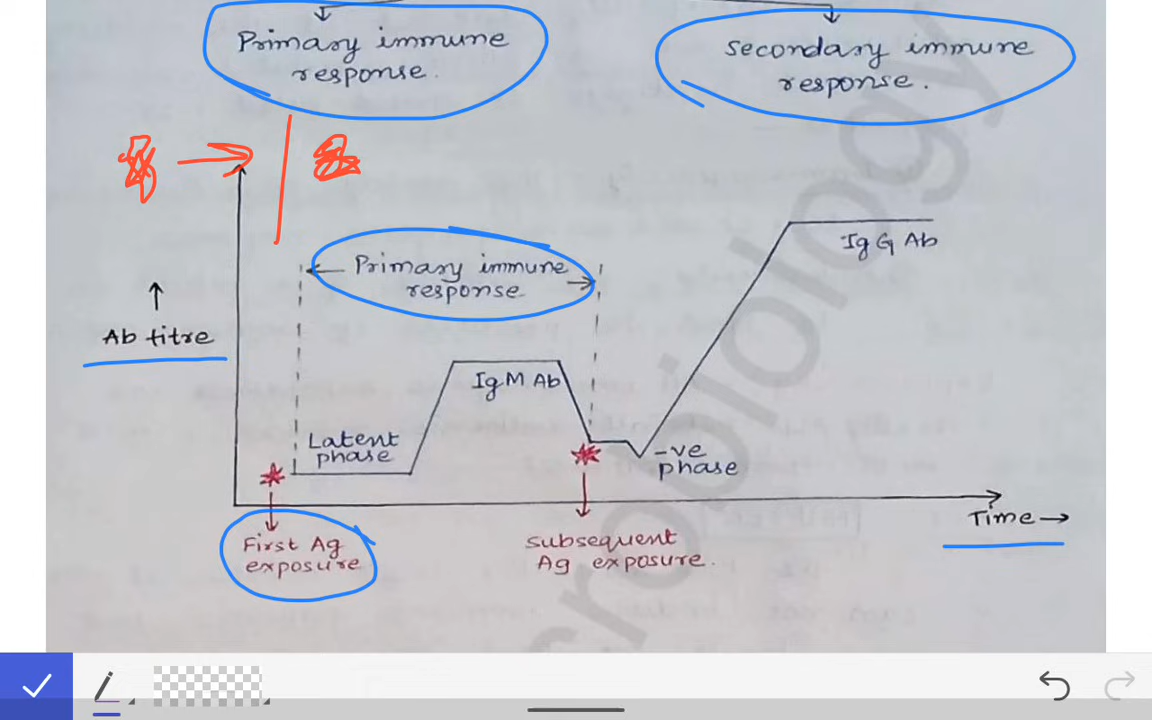 Primary immune
response.
Secondary immune
response.
Primary immune
response.
Ab titre
IgM Ab
IgG Ab
Latent
phase
-ve
phase
First Ag
exposure
Subsequent
Ag exposure.
Time
robiology